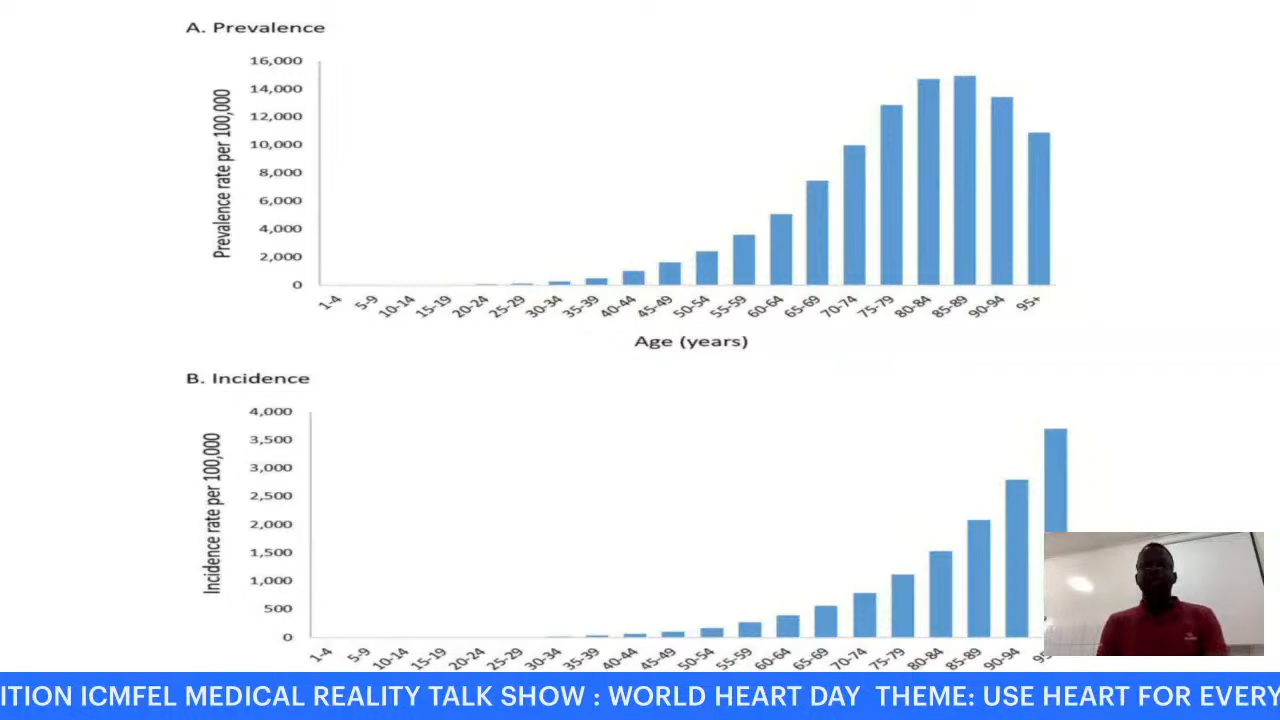 A. Prevalence
Prevalence rate per 100,000
16,000
14,000
12,000
10,000
8,000
6,000
4,000
2,000
0
1-4 5-9 10-14 15-19 20-24 25-29 30-34 35-39 40-44 45-49 50-54 55-59 60-64 65-69 70-74 75-79 80-84 85-89 90-94 95+
Age (years)
B. Incidence
Incidence rate per 100,000
4,000
3,500
3,000
2,500
2,000
1,500
1,000
500
0
1-4 5-9 10-14 15-19 20-24 25-29 30-34 35-39 40-44 45-49 50-54 55-59 60-64 65-69 70-74 75-79 80-84 85-89 90-94
ITION ICMFEL MEDICAL REALITY TALK SHOW : WORLD HEART DAY THEME: USE HEART FOR EVERY